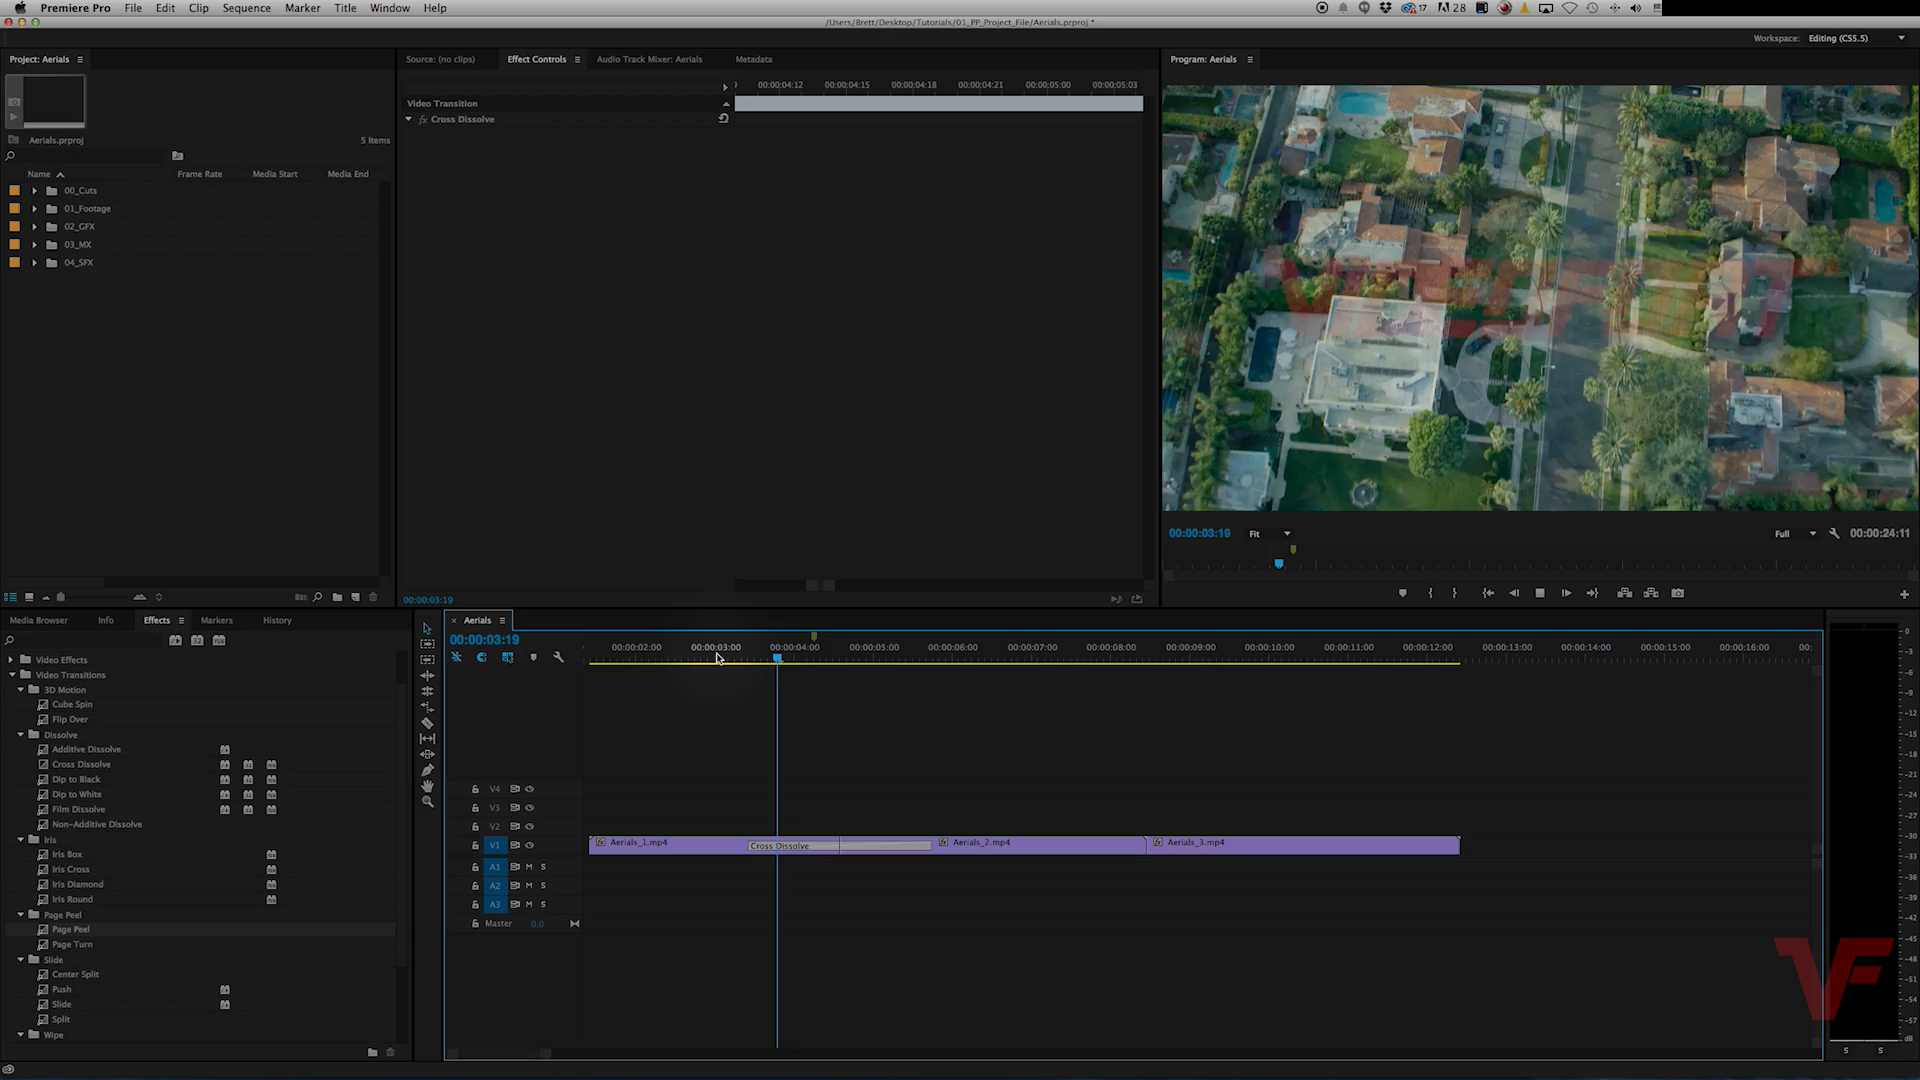 Premiere Pro File Edit Clip Sequence Marker Title Window Help
17
28
/Users/Brett/Desktop/Tutorials/01_PP_Project_File/Aerials.prproj *
Workspace: Editing (CS5.5)
Project: Aerials
Source: (no clips) Effect Controls Audio Track Mixer: Aerials Metadata
Program: Aerials
00:00:04:12 00:00:04:15 00:00:04:18 00:00:04:21 00:00:05:00 00:00:05:03
Video Transition
fx Cross Dissolve
Aerials.prproj
5 Items
Name Frame Rate Media Start Media End
00_Cuts
01_Footage
02_GFX
03_MX
04_SFX
00:00:03:19 Fit Full 00:00:24:11
00:00:03:19
Media Browser Info Effects Markers History
Aerials
00:00:03:19
00:00:02:00 00:00:03:00 00:00:04:00 00:00:05:00 00:00:06:00 00:00:07:00 00:00:08:00 00:00:09:00 00:00:10:00 00:00:11:00 00:00:12:00 00:00:13:00 00:00:14:00 00:00:15:00 00:00:16:00 00:
Video Effects
Video Transitions
3D Motion
Cube Spin
Flip Over
Dissolve
Additive Dissolve
Cross Dissolve
Dip to Black
Dip to White
Film Dissolve
Non-Additive Dissolve
Iris
Iris Box
Iris Cross
Iris Diamond
Iris Round
Page Peel
Page Peel
Page Turn
Slide
Center Split
Push
Slide
Split
Wipe
V4
V3
V2
V1
Aerials_1.mp4 Cross Dissolve Aerials_2.mp4 Aerials_3.mp4
A1 M S
A2 M S
A3 M S
Master 0.0
0
-3
-6
-9
-12
-15
-18
-21
-24
-27
-30
-33
-36
-39
-42
-45
-48
-51
-54
-57
dB
S S
VF